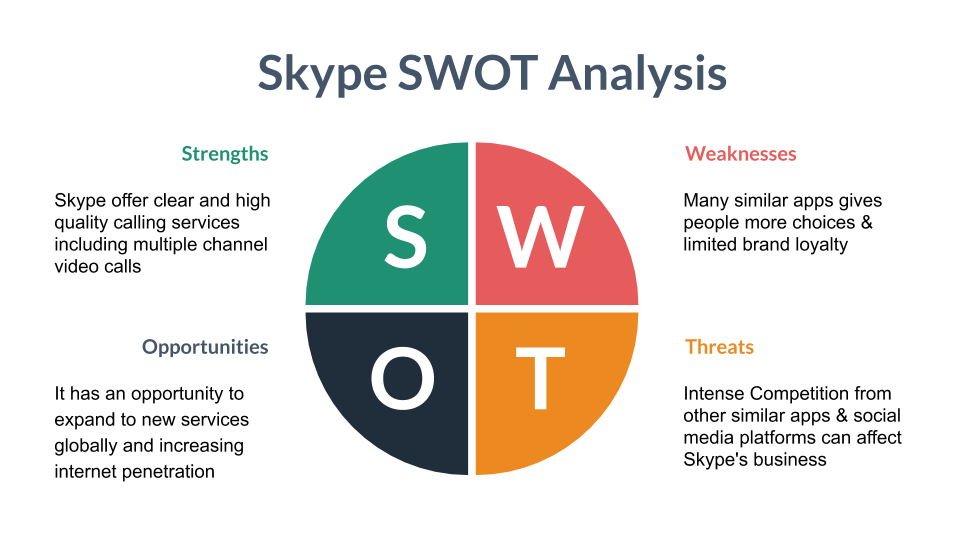 Skype SWOT Analysis
Strengths
Skype offer clear and high
quality calling services
including multiple channel
video calls
S
W
Weaknesses
Many similar apps gives
people more choices &
limited brand loyalty
Opportunities
It has an opportunity to
expand to new services
globally and increasing
internet penetration
O
T
Threats
Intense Competition from
other similar apps & social
media platforms can affect
Skype's business